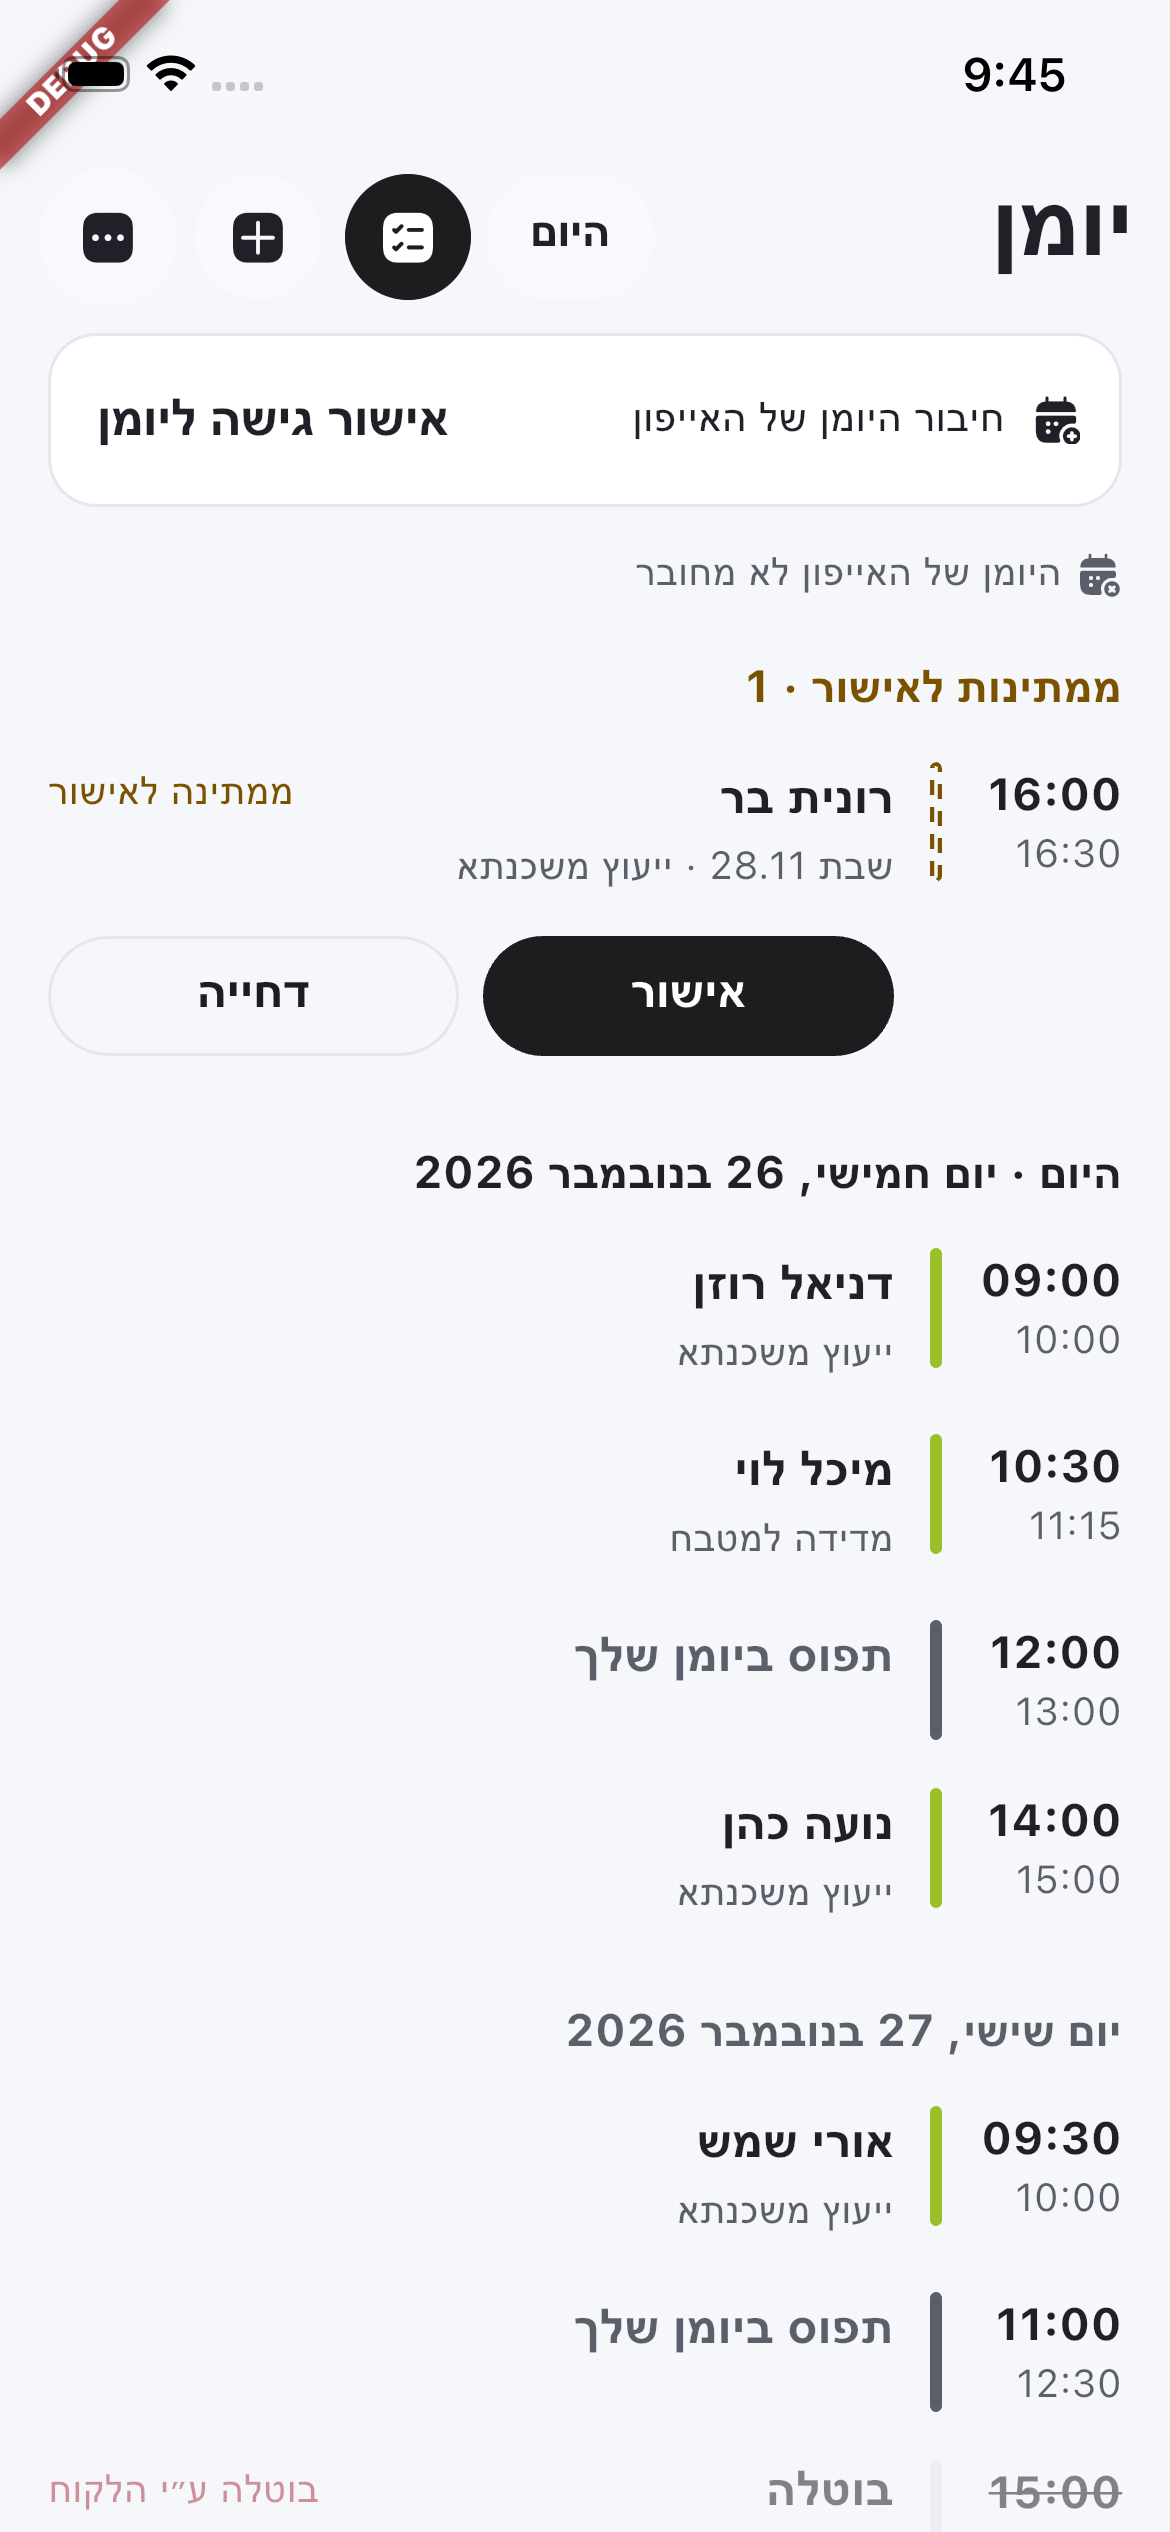 DEBUG
9:45
יומן
היום
חיבור היומן של האייפון
אישור גישה ליומן
היומן של האייפון לא מחובר
ממתינות לאישור · 1
16:00 רונית בר ממתינה לאישור
16:30 שבת 28.11 · ייעוץ משכנתא
אישור
דחייה
היום · יום חמישי, 26 בנובמבר 2026
09:00 דניאל רוזן
10:00 ייעוץ משכנתא
10:30 מיכל לוי
11:15 מדידה למטבח
12:00 תפוס ביומן שלך
13:00
14:00 נועה כהן
15:00 ייעוץ משכנתא
יום שישי, 27 בנובמבר 2026
09:30 אורי שמש
10:00 ייעוץ משכנתא
11:00 תפוס ביומן שלך
12:30
15:00 בוטלה בוטלה ע״י הלקוח